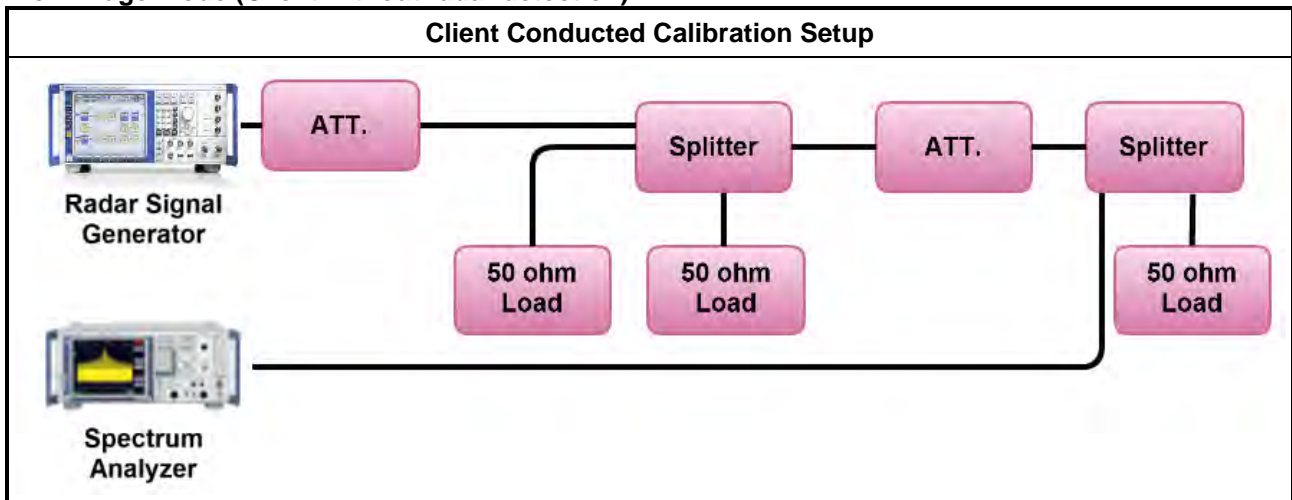 Client Conducted Calibration Setup
ATT.
Splitter
ATT.
Splitter
Radar Signal
Generator
50 ohm
Load
50 ohm
Load
50 ohm
Load
Spectrum
Analyzer